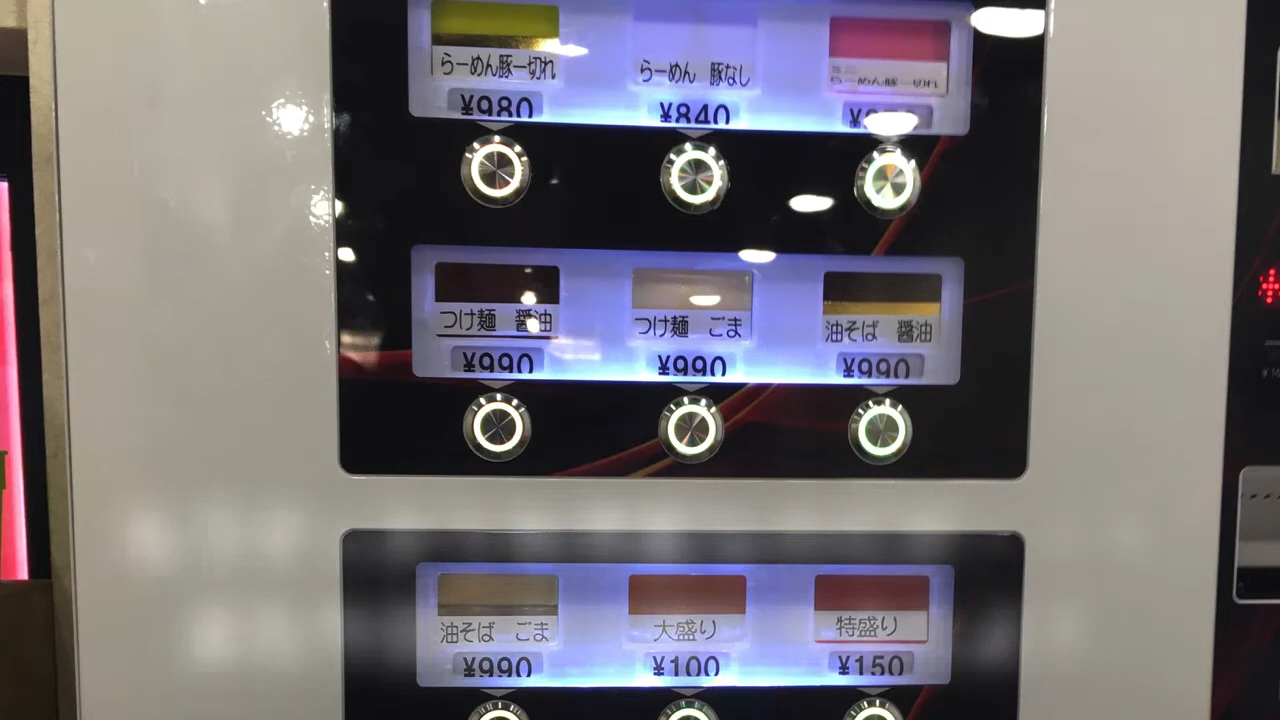 らーめん豚一切れ
¥980
らーめん 豚なし
¥840
らーめん豚一切れ
つけ麺 醤油
¥990
つけ麺 ごま
¥990
油そば 醤油
¥990
油そば ごま
¥990
大盛り
¥100
特盛り
¥150